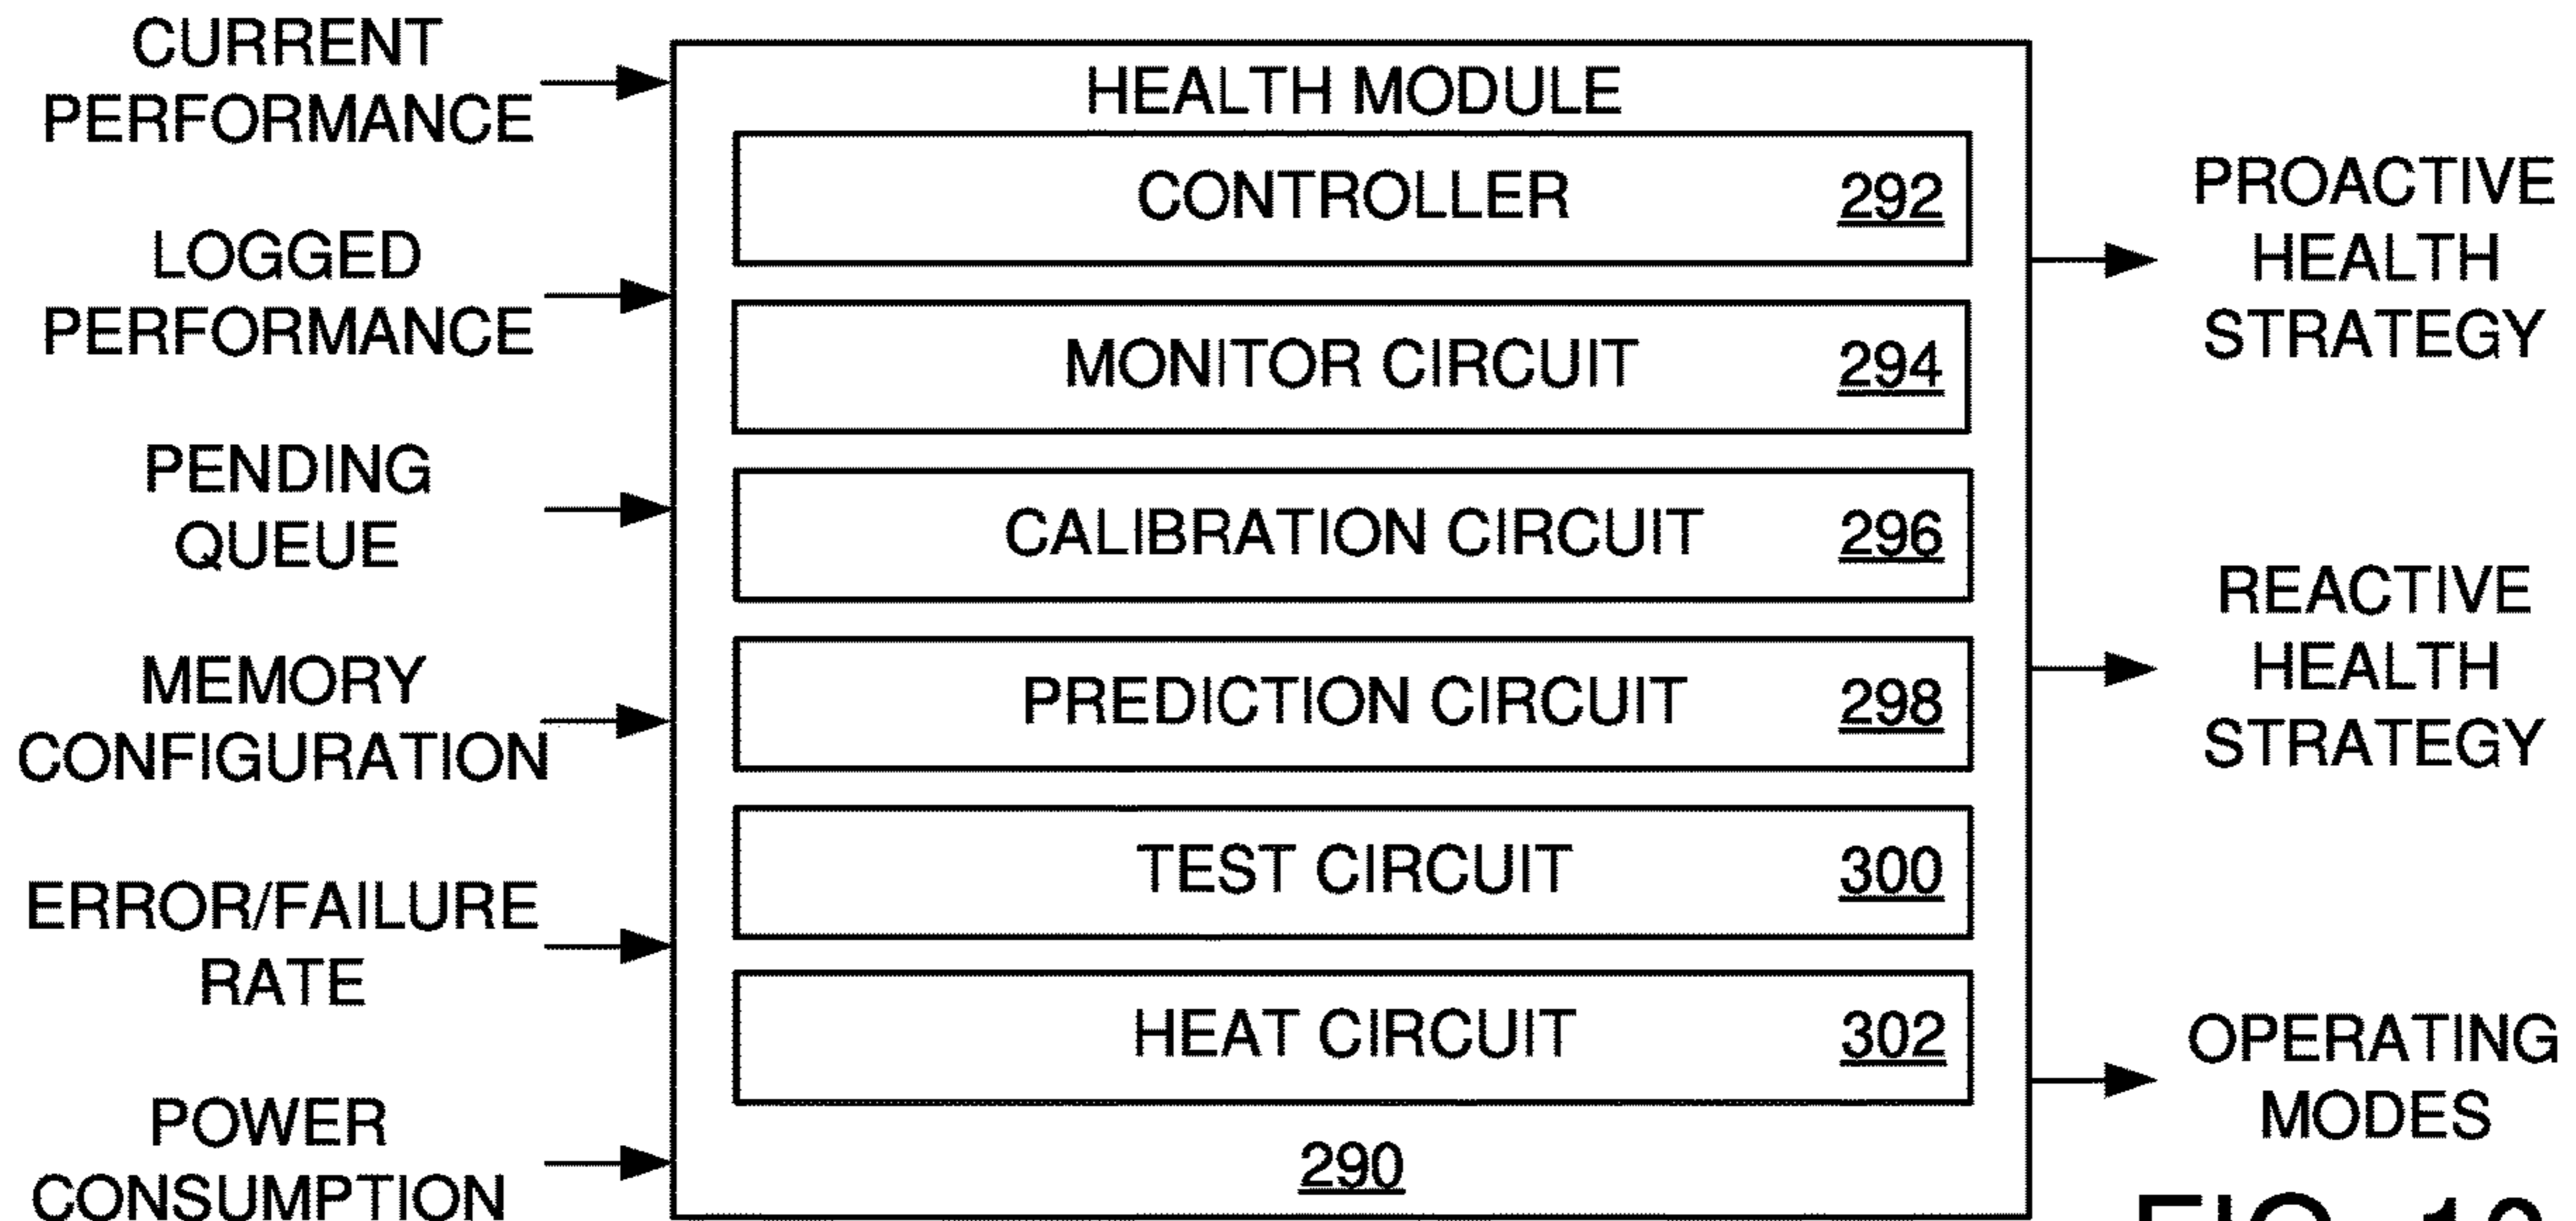 CURRENT
PERFORMANCE
LOGGED
PERFORMANCE
PENDING
QUEUE
MEMORY
CONFIGURATION
ERROR/FAILURE
RATE
POWER
CONSUMPTION
HEALTH MODULE
CONTROLLER 292
MONITOR CIRCUIT 294
CALIBRATION CIRCUIT 296
PREDICTION CIRCUIT 298
TEST CIRCUIT 300
HEAT CIRCUIT 302
290
PROACTIVE
HEALTH
STRATEGY
REACTIVE
HEALTH
STRATEGY
OPERATING
MODES
FIG.